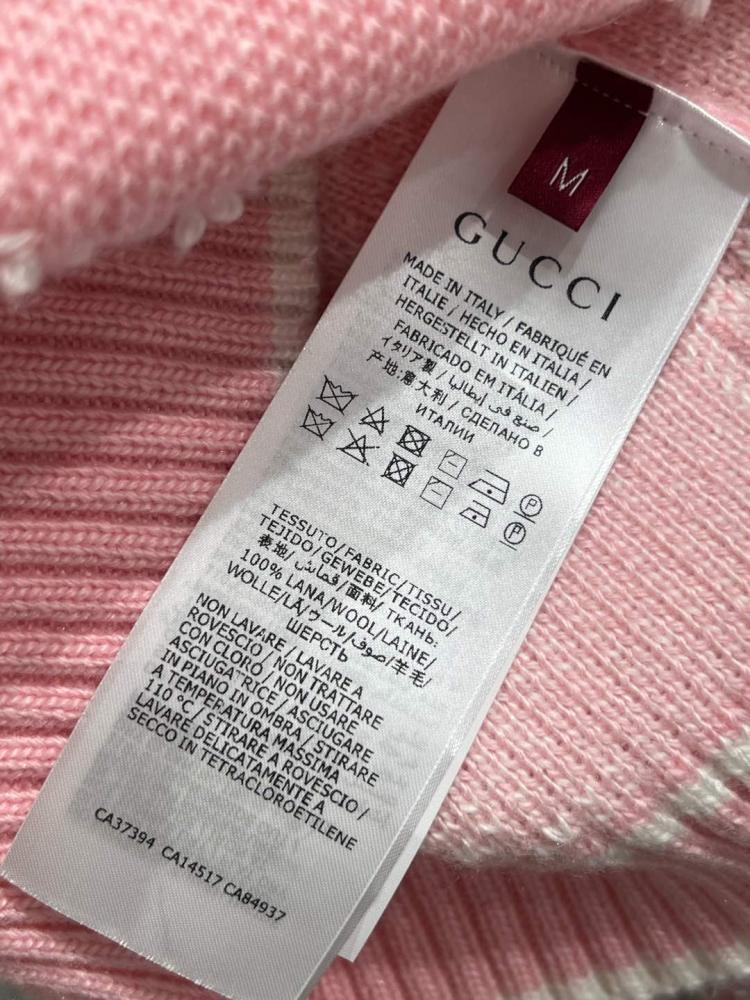 M
GUCCI
MADE IN ITALY / FABRIQUÉ EN
ITALIE / HECHO EN ITALIA /
HERGESTELLT IN ITALIEN /
FABRICADO EM ITÁLIA /
イタリア製 / صنع في إيطاليا /
产地:意大利 / СДЕЛАНО В
ИТАЛИИ
P
P
TESSUTO/FABRIC/TISSU/
TEJIDO/GEWEBE/TECIDO/
表地/ قماش/面料/ ТКАНЬ:
100% LANA/WOOL/LAINE/
WOLLE/LÃ/ウール/صوف/羊毛/
ШЕРСТЬ
NON LAVARE / LAVARE A
ROVESCIO / NON TRATTARE
CON CLORO / NON USARE
ASCIUGATRICE / ASCIUGARE
IN PIANO IN OMBRA / STIRARE
A TEMPERATURA MASSIMA
110 °C / STIRARE A ROVESCIO /
LAVARE DELICATAMENTE A
SECCO IN TETRACLOROETILENE
CA37394 CA14517 CA84937